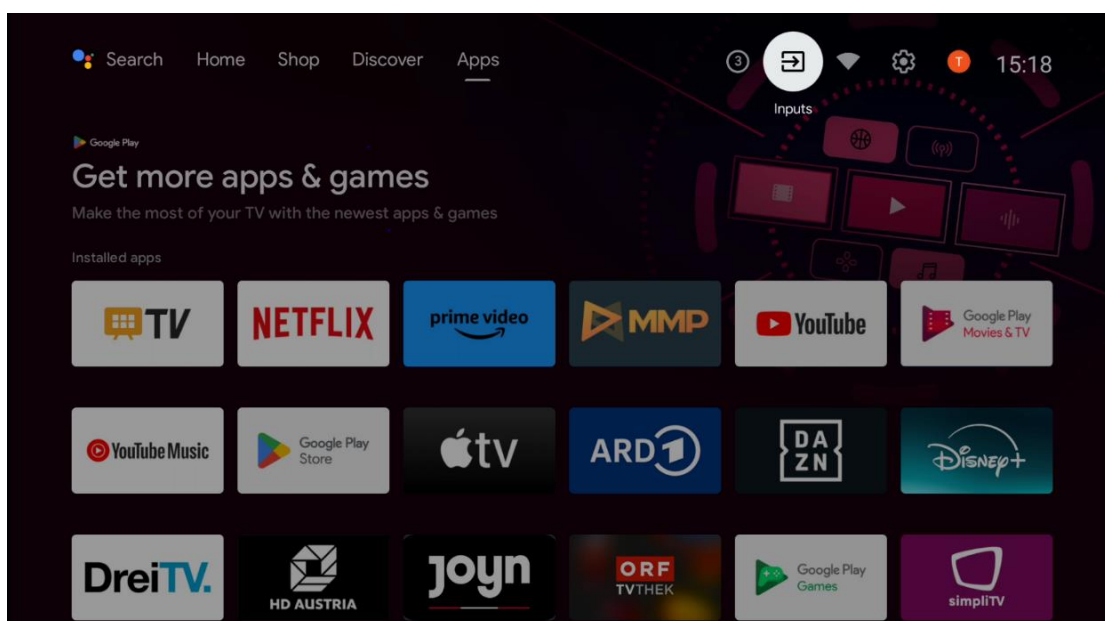 Search Home Shop Discover Apps 3 T 15:18
Inputs
Google Play
Get more apps & games
Make the most of your TV with the newest apps & games
Installed apps
TV
NETFLIX
prime video
MMP
YouTube
Google Play
Movies & TV
YouTube Music
Google Play
Store
tv
ARD 1
DA
ZN
Disney+
DreiTV.
HD AUSTRIA
joyn
ORF
TVTHEK
Google Play
Games
simpliTV